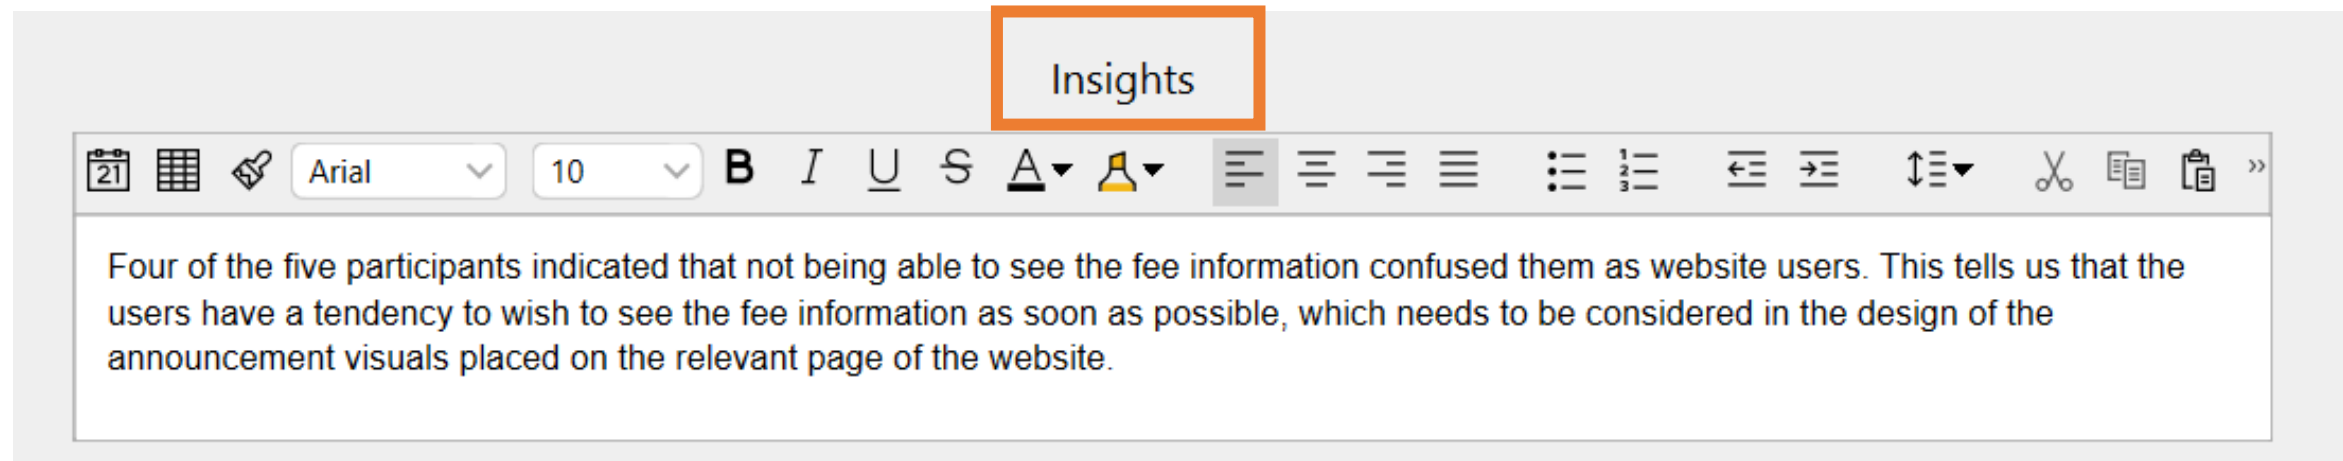 Insights
21 Arial 10 B I U S A
Four of the five participants indicated that not being able to see the fee information confused them as website users. This tells us that the
users have a tendency to wish to see the fee information as soon as possible, which needs to be considered in the design of the
announcement visuals placed on the relevant page of the website.